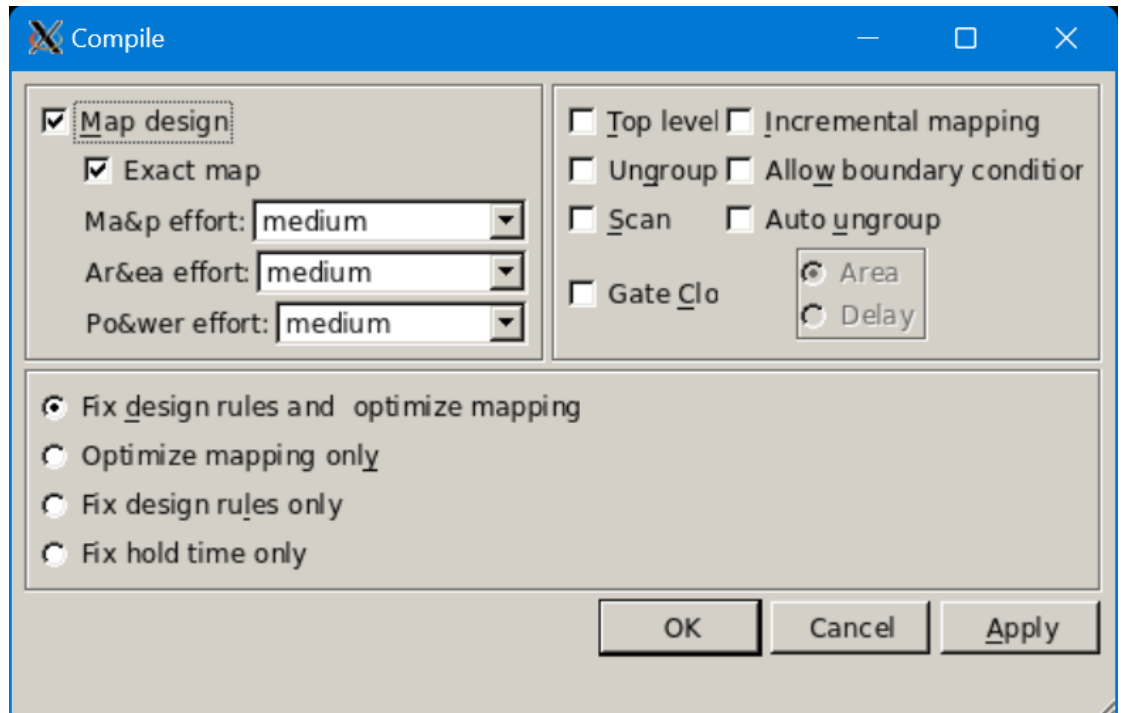 Compile
Map design
Exact map
Ma&p effort: medium
Ar&ea effort: medium
Po&wer effort: medium
Top level Incremental mapping
Ungroup Allow boundary condition
Scan Auto ungroup
Gate Clo
Area
Delay
Fix design rules and optimize mapping
Optimize mapping only
Fix design rules only
Fix hold time only
OK Cancel Apply